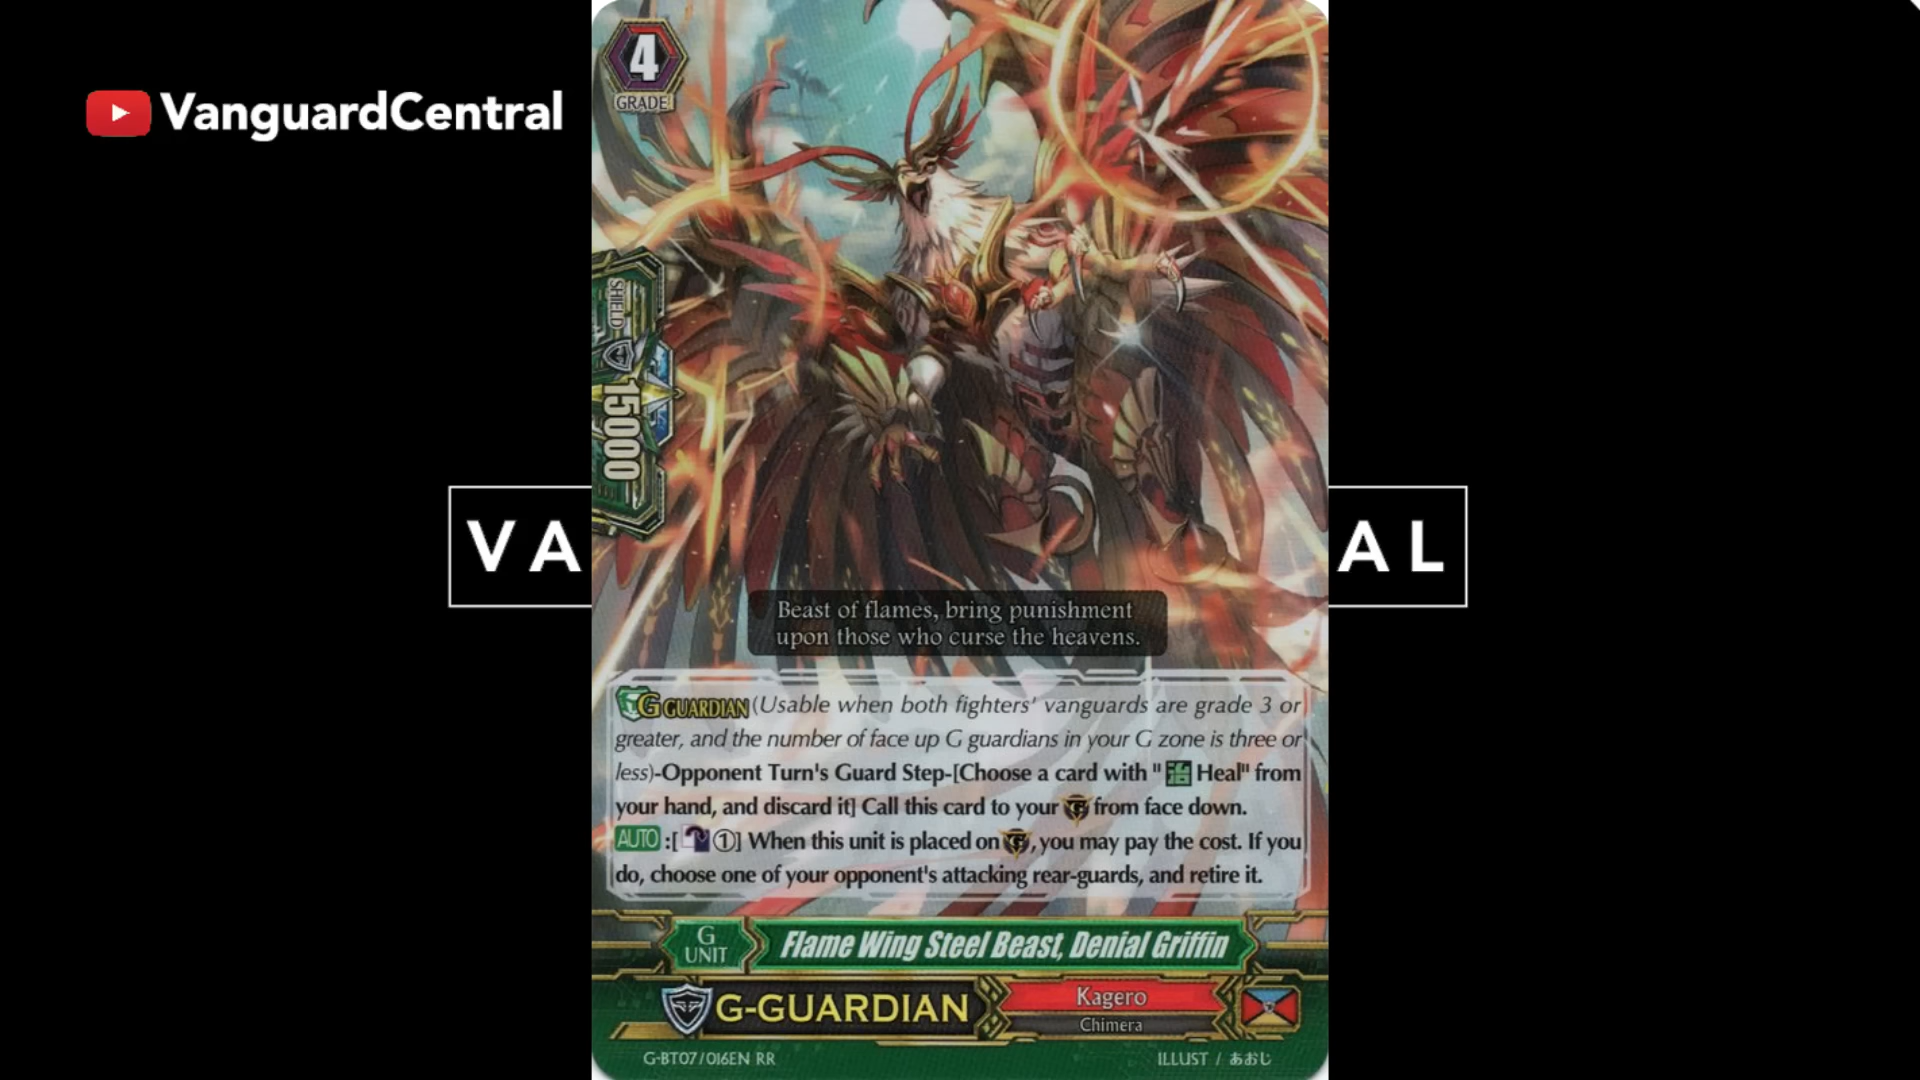 VanguardCentral
4
GRADE
SHIELD
15000
VA
AL
Beast of flames, bring punishment
upon those who curse the heavens.
G GUARDIAN (Usable when both fighters' vanguards are grade 3 or
greater, and the number of face up G guardians in your G zone is three or
less)-Opponent Turn's Guard Step-[Choose a card with "治 Heal" from
your hand, and discard it] Call this card to your G from face down.
AUTO :[ ①] When this unit is placed on G, you may pay the cost. If you
do, choose one of your opponent's attacking rear-guards, and retire it.
G
UNIT
Flame Wing Steel Beast, Denial Griffin
G-GUARDIAN
Kagero
Chimera
G-BT07/016EN RR
ILLUST / あおじ